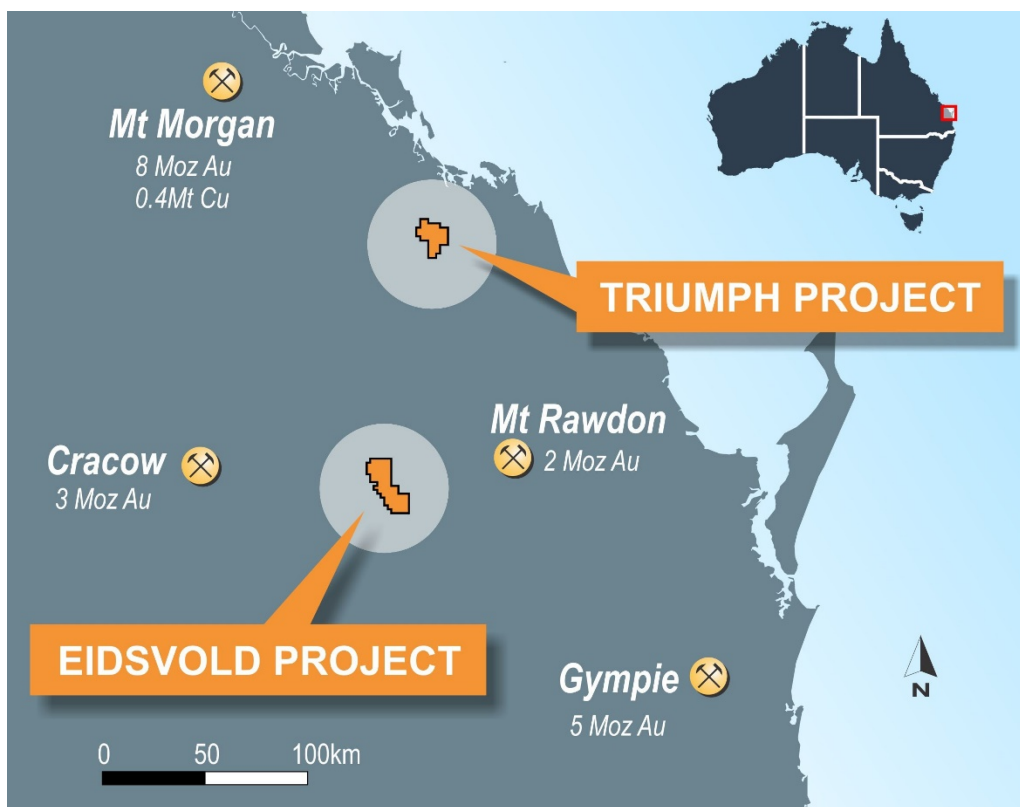 Mt Morgan
8 Moz Au
0.4Mt Cu
TRIUMPH PROJECT
Mt Rawdon
2 Moz Au
Cracow
3 Moz Au
EIDSVOLD PROJECT
Gympie
5 Moz Au
N
0 50 100km